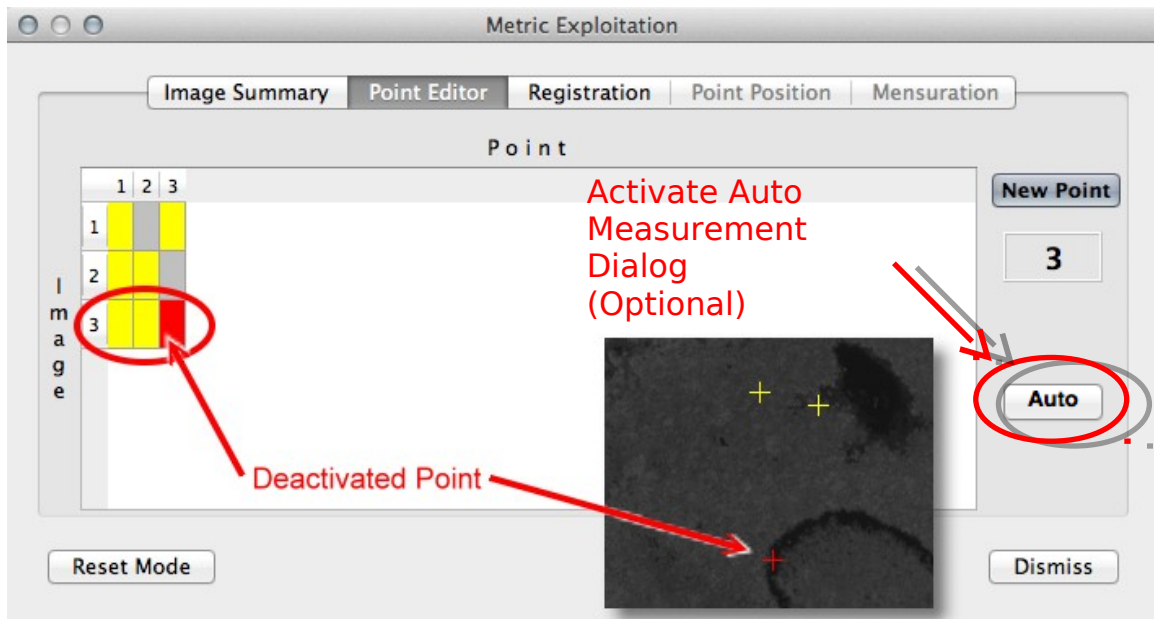 Metric Exploitation
Image Summary Point Editor Registration Point Position Mensuration
Point
1 2 3
1
2
3
Image
Activate Auto
Measurement
Dialog
(Optional)
New Point
3
Auto
Deactivated Point
Reset Mode
Dismiss